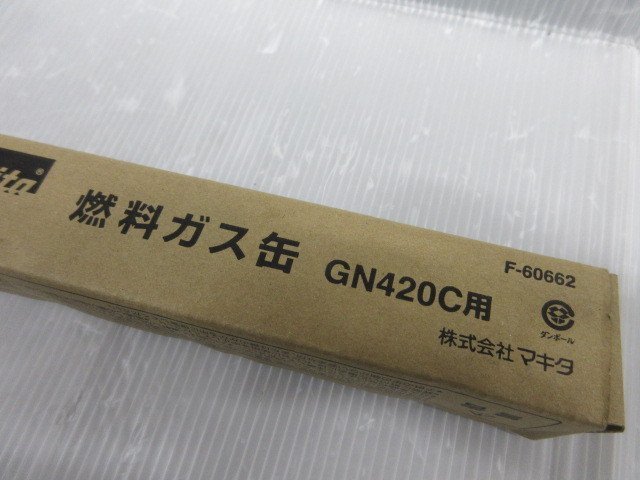 燃料ガス缶 GN420C用
F-60662
ダンボール
株式会社マキタ